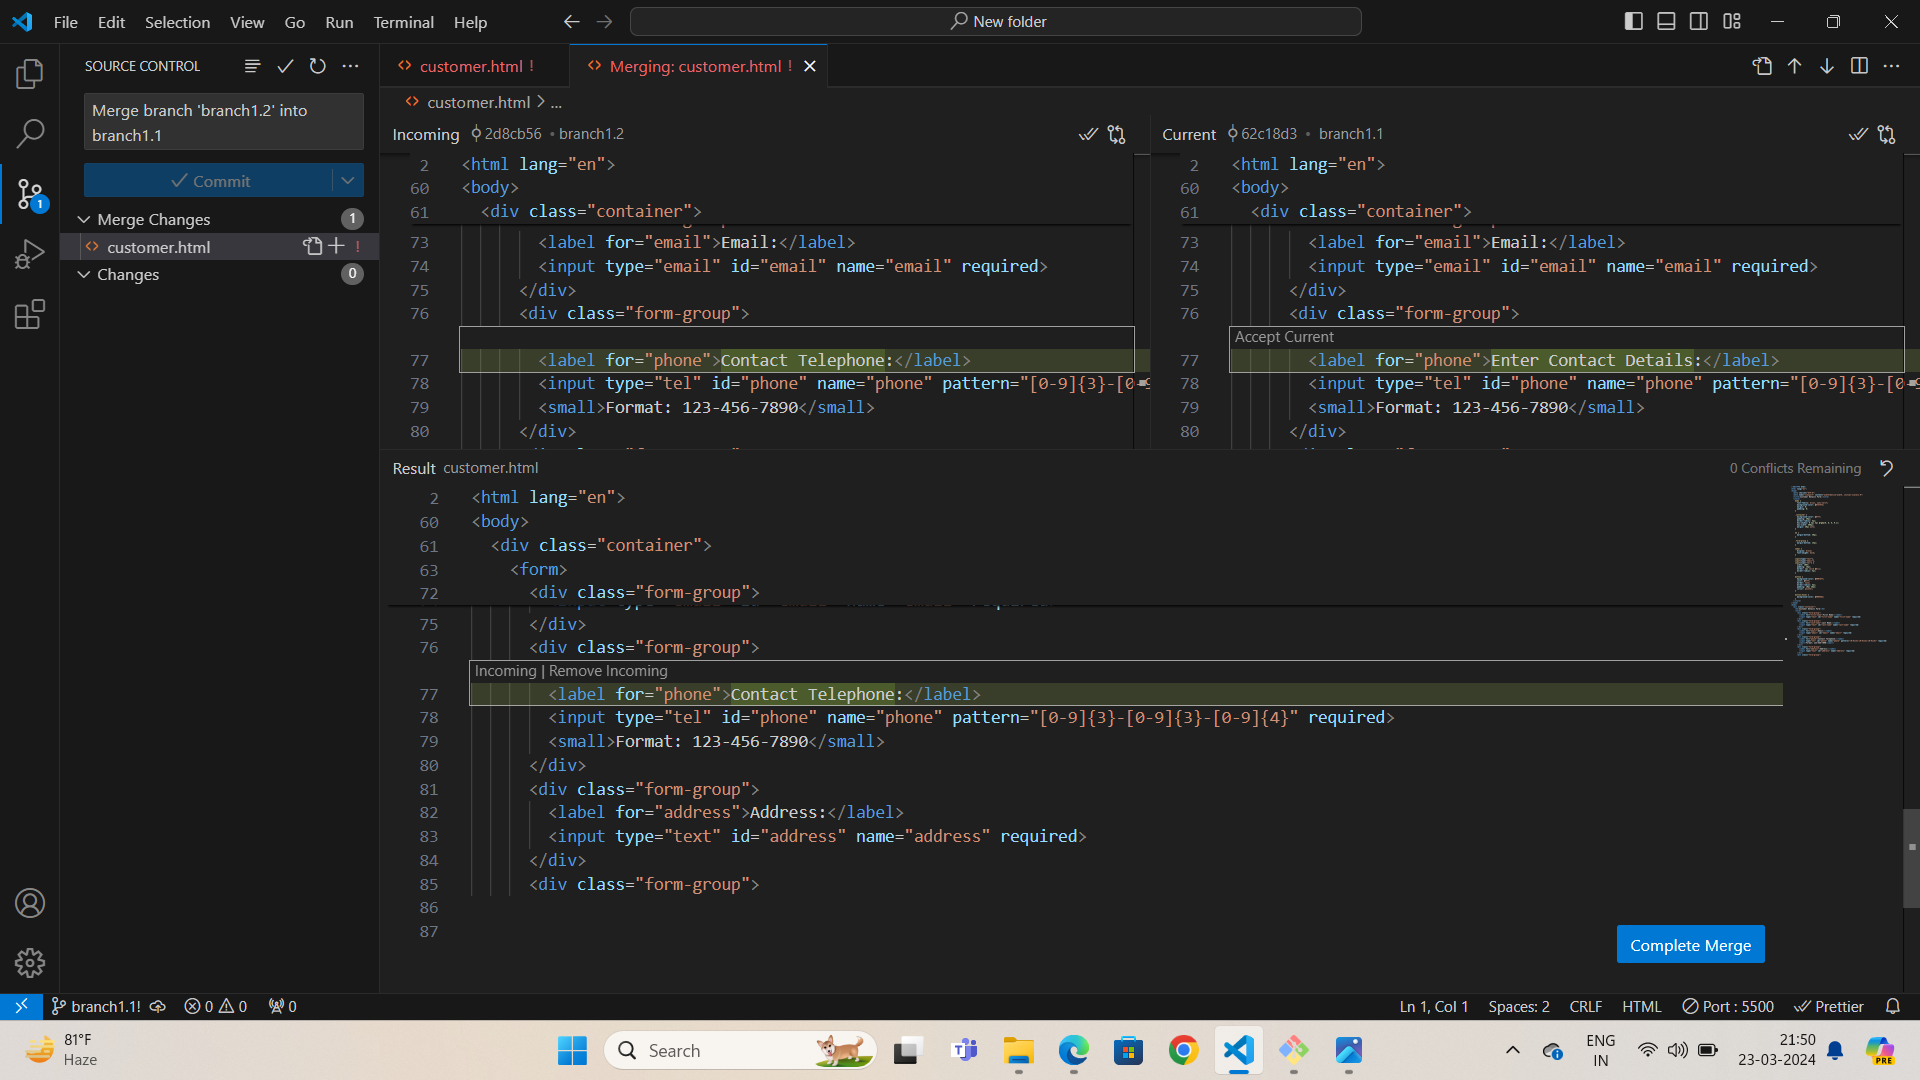 File Edit Selection View Go Run Terminal Help
New folder
SOURCE CONTROL
Merge branch 'branch1.2' into
branch1.1
Commit
Merge Changes 1
customer.html !
Changes 0
1
customer.html !
Merging: customer.html !
customer.html > ...
Incoming 2d8cb56 • branch1.2
2 <html lang="en">
60 <body>
61 <div class="container">
73 <label for="email">Email:</label>
74 <input type="email" id="email" name="email" required>
75 </div>
76 <div class="form-group">
77 <label for="phone">Contact Telephone:</label>
78 <input type="tel" id="phone" name="phone" pattern="[0-9]{3}-[0-9
79 <small>Format: 123-456-7890</small>
80 </div>
Current 62c18d3 • branch1.1
2 <html lang="en">
60 <body>
61 <div class="container">
73 <label for="email">Email:</label>
74 <input type="email" id="email" name="email" required>
75 </div>
76 <div class="form-group">
Accept Current
77 <label for="phone">Enter Contact Details:</label>
78 <input type="tel" id="phone" name="phone" pattern="[0-9]{3}-[0-9
79 <small>Format: 123-456-7890</small>
80 </div>
Result customer.html
0 Conflicts Remaining
2 <html lang="en">
60 <body>
61 <div class="container">
63 <form>
72 <div class="form-group">
75 </div>
76 <div class="form-group">
Incoming | Remove Incoming
77 <label for="phone">Contact Telephone:</label>
78 <input type="tel" id="phone" name="phone" pattern="[0-9]{3}-[0-9]{3}-[0-9]{4}" required>
79 <small>Format: 123-456-7890</small>
80 </div>
81 <div class="form-group">
82 <label for="address">Address:</label>
83 <input type="text" id="address" name="address" required>
84 </div>
85 <div class="form-group">
86
87
Complete Merge
branch1.1! 0 0 0
Ln 1, Col 1 Spaces: 2 CRLF HTML Port : 5500 Prettier
81°F
Haze
Search
ENG
IN
21:50
23-03-2024
PRE